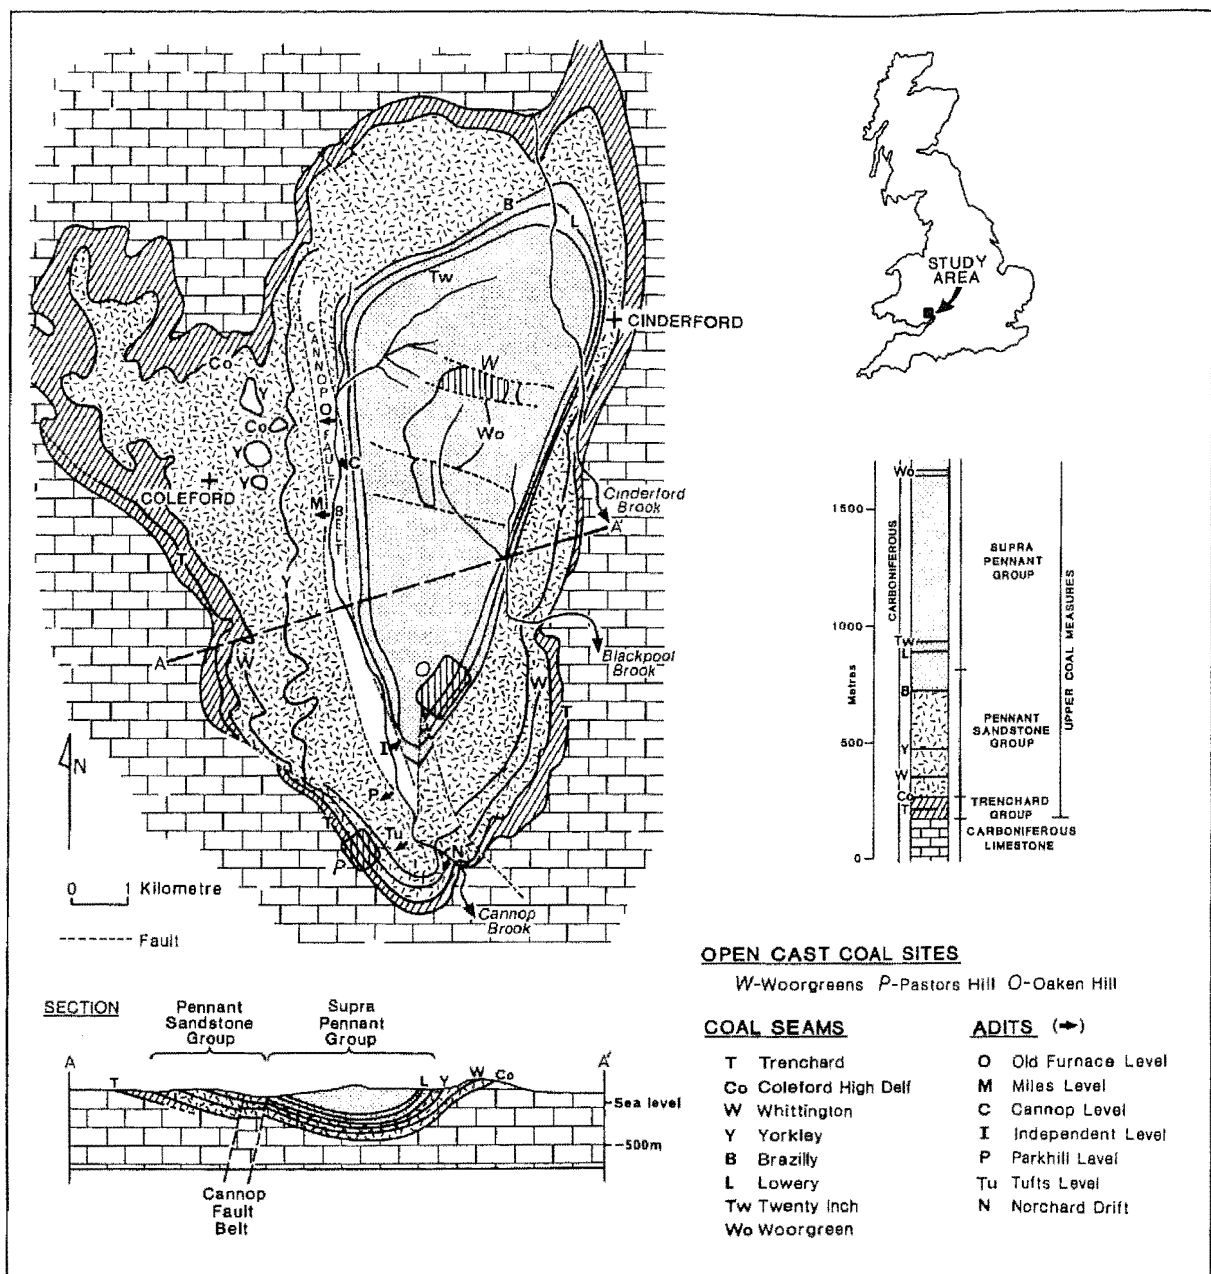 B
L
Tw
CINDERFORD
Co
Y
Co
Y
Y
COLEFORD
CANNOP
FAULT
BELT
O
C
M
W
Wo
Cinderford
Brook
A'
Y
Y
T
W
A
Blackpool
Brook
O
W
T
I
P
T
Tu
P
N
Cannop
Brook
N
0 1 Kilometre
Fault
STUDY
AREA
Metres
1500
1000
500
0
CARBONIFEROUS
Wo
Tw
L
B
Y
W
Co
T
SUPRA
PENNANT
GROUP
PENNANT
SANDSTONE
GROUP
TRENCHARD
GROUP
CARBONIFEROUS
LIMESTONE
UPPER COAL MEASURES
SECTION
Pennant
Sandstone
Group
Supra
Pennant
Group
A
T
L Y W Co
A'
Sea level
-500m
Cannop
Fault
Belt
OPEN CAST COAL SITES
W-Woorgreens P-Pastors Hill O-Oaken Hill
COAL SEAMS
T Trenchard
Co Coleford High Delf
W Whittington
Y Yorkley
B Brazilly
L Lowery
Tw Twenty Inch
Wo Woorgreen
ADITS (→)
O Old Furnace Level
M Miles Level
C Cannop Level
I Independent Level
P Parkhill Level
Tu Tufts Level
N Norchard Drift